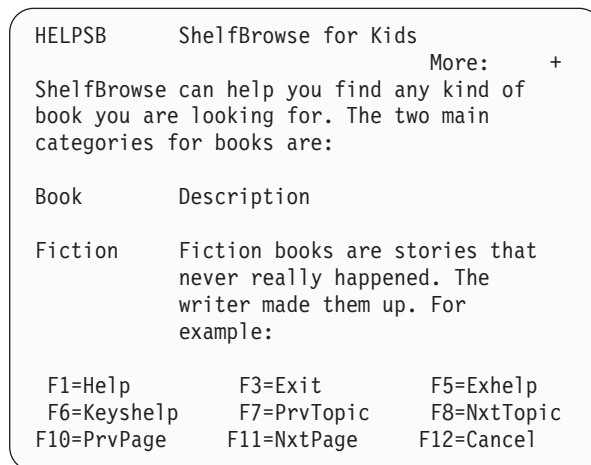 HELPSB ShelfBrowse for Kids
More: +
ShelfBrowse can help you find any kind of
book you are looking for. The two main
categories for books are:
Book Description
Fiction Fiction books are stories that
never really happened. The
writer made them up. For
example:
F1=Help F3=Exit F5=Exhelp
F6=Keyshelp F7=PrvTopic F8=NxtTopic
F10=PrvPage F11=NxtPage F12=Cancel